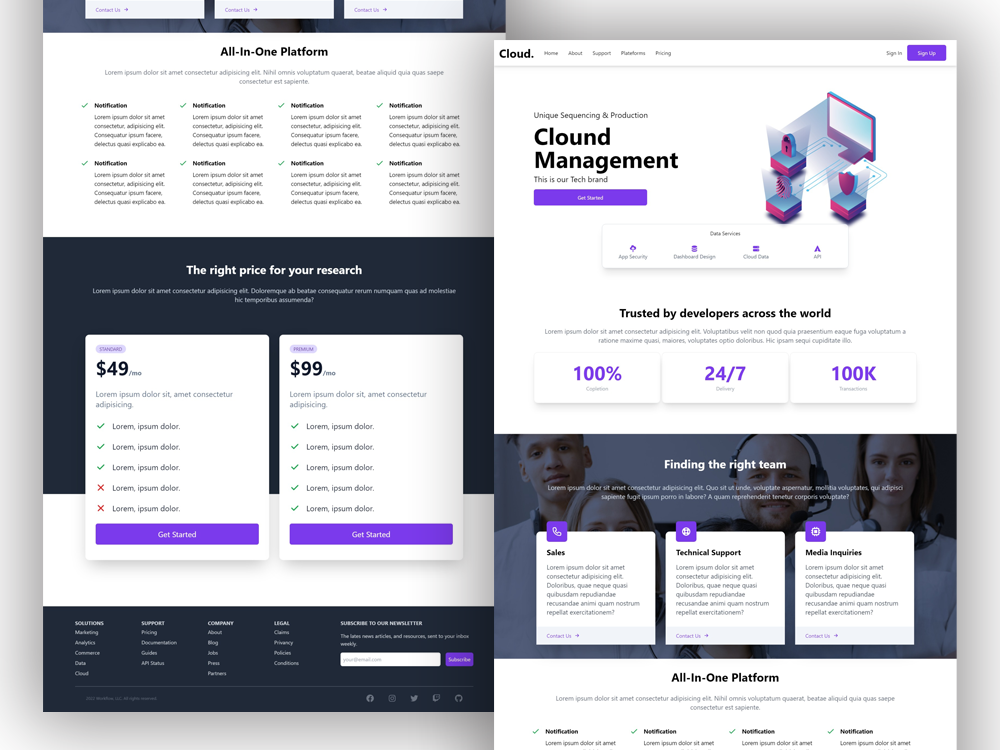 Contact Us
Contact Us
Contact Us
All-In-One Platform
Lorem ipsum dolor sit amet consectetur adipisicing elit. Nihil omnis voluptatum quaerat, beatae aliquid quia quas saepe
consectetur est sapiente.
Notification
Lorem ipsum dolor sit amet
consectetur, adipisicing elit.
Consequatur ipsum facere,
delectus quasi explicabo ea.
Notification
Lorem ipsum dolor sit amet
consectetur, adipisicing elit.
Consequatur ipsum facere,
delectus quasi explicabo ea.
Notification
Lorem ipsum dolor sit amet
consectetur, adipisicing elit.
Consequatur ipsum facere,
delectus quasi explicabo ea.
Notification
Lorem ipsum dolor sit amet
consectetur, adipisicing elit.
Consequatur ipsum facere,
delectus quasi explicabo ea.
Notification
Lorem ipsum dolor sit amet
consectetur, adipisicing elit.
Consequatur ipsum facere,
delectus quasi explicabo ea.
Notification
Lorem ipsum dolor sit amet
consectetur, adipisicing elit.
Consequatur ipsum facere,
delectus quasi explicabo ea.
Notification
Lorem ipsum dolor sit amet
consectetur, adipisicing elit.
Consequatur ipsum facere,
delectus quasi explicabo ea.
Notification
Lorem ipsum dolor sit amet
consectetur, adipisicing elit.
Consequatur ipsum facere,
delectus quasi explicabo ea.
The right price for your research
Lorem ipsum dolor sit amet consectetur adipisicing elit. Doloremque ab beatae consequatur rerum numquam quas ad molestiae
hic temporibus assumenda?
STANDARD
$49/mo
Lorem ipsum dolor sit, amet consectetur
adipisicing.
Lorem, ipsum dolor.
Lorem, ipsum dolor.
Lorem, ipsum dolor.
Lorem, ipsum dolor.
Lorem, ipsum dolor.
Get Started
PREMIUM
$99/mo
Lorem ipsum dolor sit, amet consectetur
adipisicing.
Lorem, ipsum dolor.
Lorem, ipsum dolor.
Lorem, ipsum dolor.
Lorem, ipsum dolor.
Lorem, ipsum dolor.
Get Started
SOLUTIONS
Marketing
Analytics
Commerce
Data
Cloud
SUPPORT
Pricing
Documentation
Guides
API Status
COMPANY
About
Blog
Jobs
Press
Partners
LEGAL
Claims
Privacy
Policies
Conditions
SUBSCRIBE TO OUR NEWSLETTER
The lates news articles, and resources, sent to your inbox
weekly.
your@email.com
Subscribe
2022 Workflow, LLC. All rights reserved.
Cloud.
Home
About
Support
Plateforms
Pricing
Sign In
Sign Up
Unique Sequencing & Production
Clound
Management
This is our Tech brand
Get Started
Data Services
App Security
Dashboard Design
Cloud Data
API
Trusted by developers across the world
Lorem ipsum dolor sit amet consectetur adipisicing elit. Voluptatibus velit non quod quia praesentium eaque fuga voluptatum a
ratione maxime quasi, maiores, voluptates optio doloribus. Hic ipsam sequi cupiditate illo.
100%
Copletion
24/7
Delivery
100K
Transactions
Finding the right team
Lorem ipsum dolor sit amet consectetur adipisicing elit. Quo sit ut unde, voluptate aspernatur, mollitia voluptates, qui adipisci
sapiente fugit ipsum porro in labore? A quam reprehenderit tenetur corporis voluptate?
Sales
Lorem ipsum dolor sit amet
consectetur adipisicing elit.
Doloribus, quae neque quasi
quibusdam repudiandae
recusandae animi quam nostrum
repellat exercitationem?
Contact Us
Technical Support
Lorem ipsum dolor sit amet
consectetur adipisicing elit.
Doloribus, quae neque quasi
quibusdam repudiandae
recusandae animi quam nostrum
repellat exercitationem?
Contact Us
Media Inquiries
Lorem ipsum dolor sit amet
consectetur adipisicing elit.
Doloribus, quae neque quasi
quibusdam repudiandae
recusandae animi quam nostrum
repellat exercitationem?
Contact Us
All-In-One Platform
Lorem ipsum dolor sit amet consectetur adipisicing elit. Nihil omnis voluptatum quaerat, beatae aliquid quia quas saepe
consectetur est sapiente.
Notification
Lorem ipsum dolor sit amet
Notification
Lorem ipsum dolor sit amet
Notification
Lorem ipsum dolor sit amet
Notification
Lorem ipsum dolor sit amet